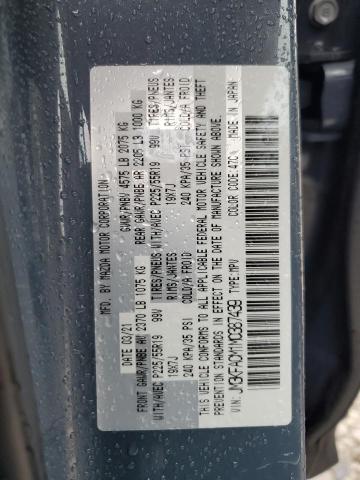 MFD. BY MAZDA MOTOR CORPORATION
DATE: 03/21 GVWR/PNBV 4575 LB 2075 KG
FRONT GAWR/PNBE AV 2370 LB 1075 KG REAR GAWR/PNBE AR 2205 LB 1000 KG
WITH/AVEC P225/55R19 99V TIRES/PNEUS WITH/AVEC P225/55R19 99V TIRES/PNEUS
19X7J RIMS/JANTES 19X7J RIMS/JANTES
240 KPA/35 PSI COLD/A FROID 240 KPA/35 PSI COLD/A FROID
THIS VEHICLE CONFORMS TO ALL APPLICABLE FEDERAL MOTOR VEHICLE SAFETY AND THEFT
PREVENTION STANDARDS IN EFFECT ON THE DATE OF MANUFACTURE SHOWN ABOVE.
VIN: TYPE: MPV COLOR CODE: 47C MADE IN JAPAN